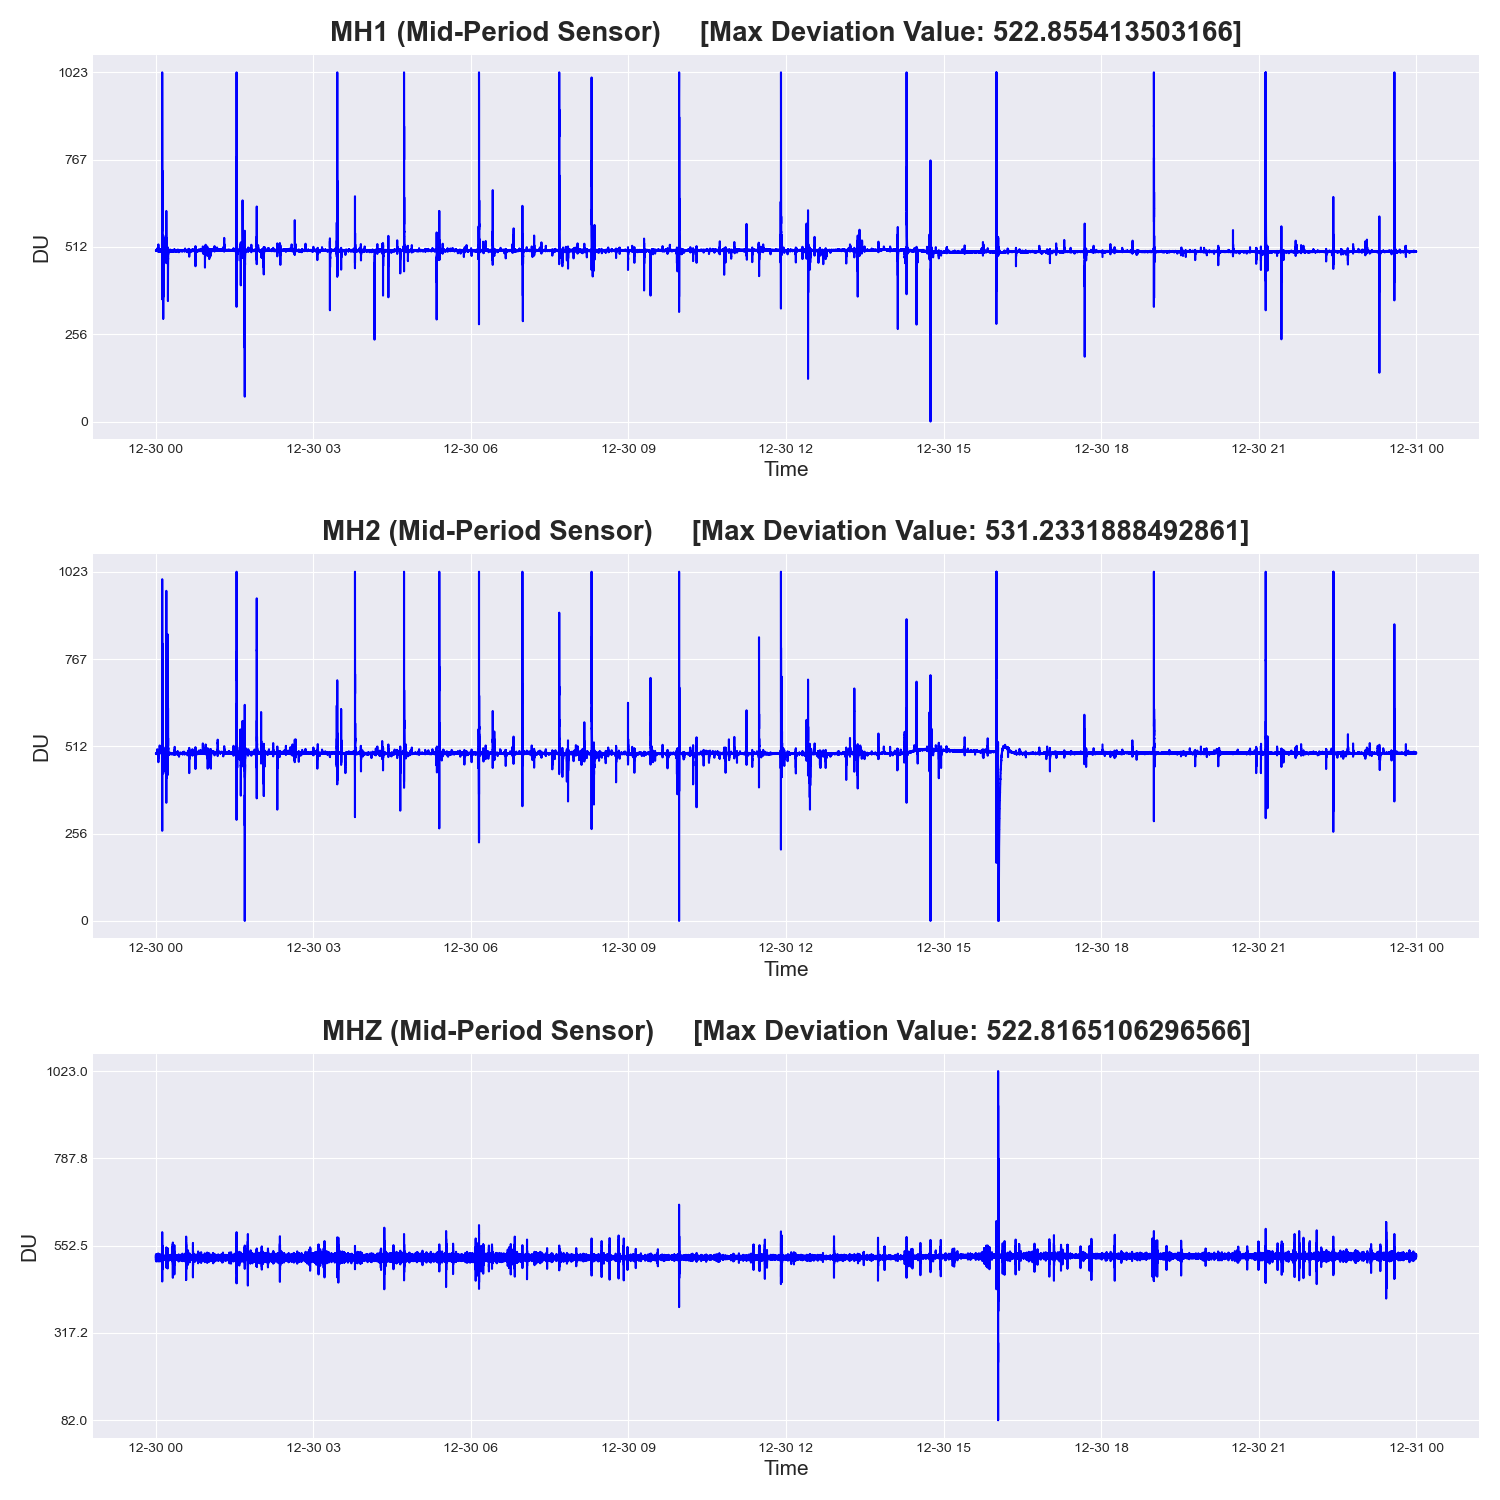 MH1 (Mid-Period Sensor) [Max Deviation Value: 522.855413503166]
1023
767
512
256
0
DU
12-30 00 12-30 03 12-30 06 12-30 09 12-30 12 12-30 15 12-30 18 12-30 21 12-31 00
Time
MH2 (Mid-Period Sensor) [Max Deviation Value: 531.2331888492861]
1023
767
512
256
0
DU
12-30 00 12-30 03 12-30 06 12-30 09 12-30 12 12-30 15 12-30 18 12-30 21 12-31 00
Time
MHZ (Mid-Period Sensor) [Max Deviation Value: 522.8165106296566]
1023.0
787.8
552.5
317.2
82.0
DU
12-30 00 12-30 03 12-30 06 12-30 09 12-30 12 12-30 15 12-30 18 12-30 21 12-31 00
Time